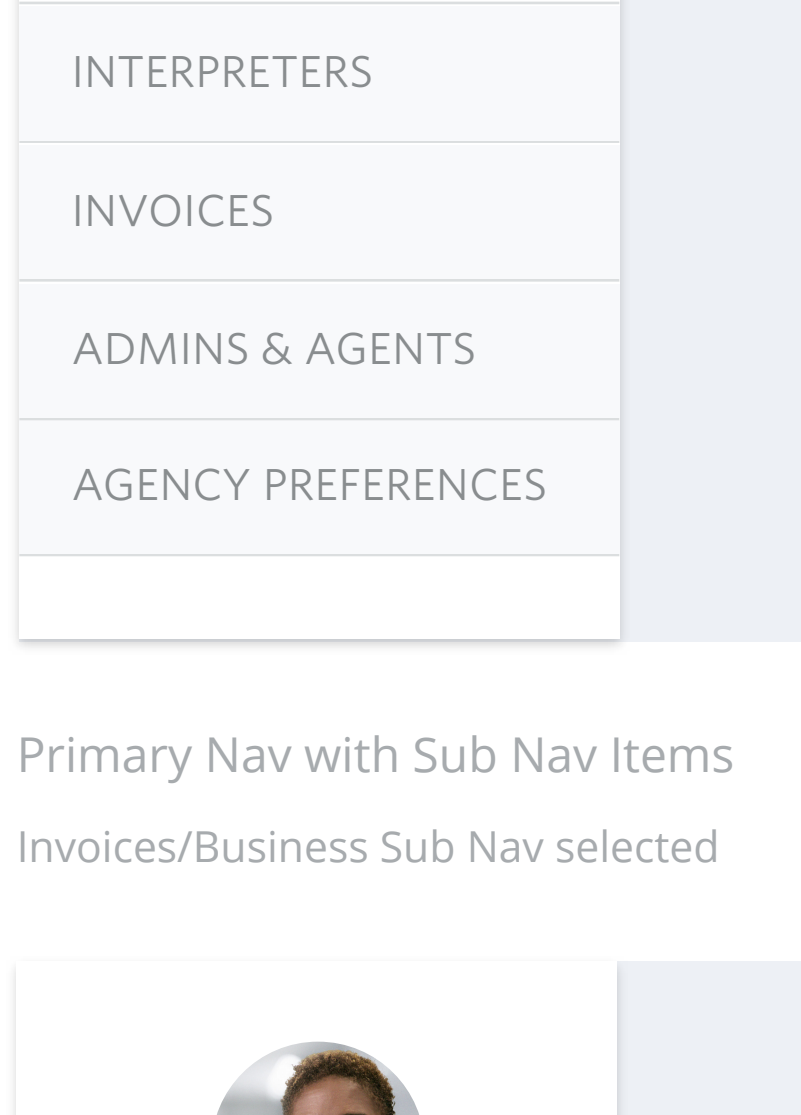 INTERPRETERS
INVOICES
ADMINS & AGENTS
AGENCY PREFERENCES
Primary Nav with Sub Nav Items
Invoices/Business Sub Nav selected